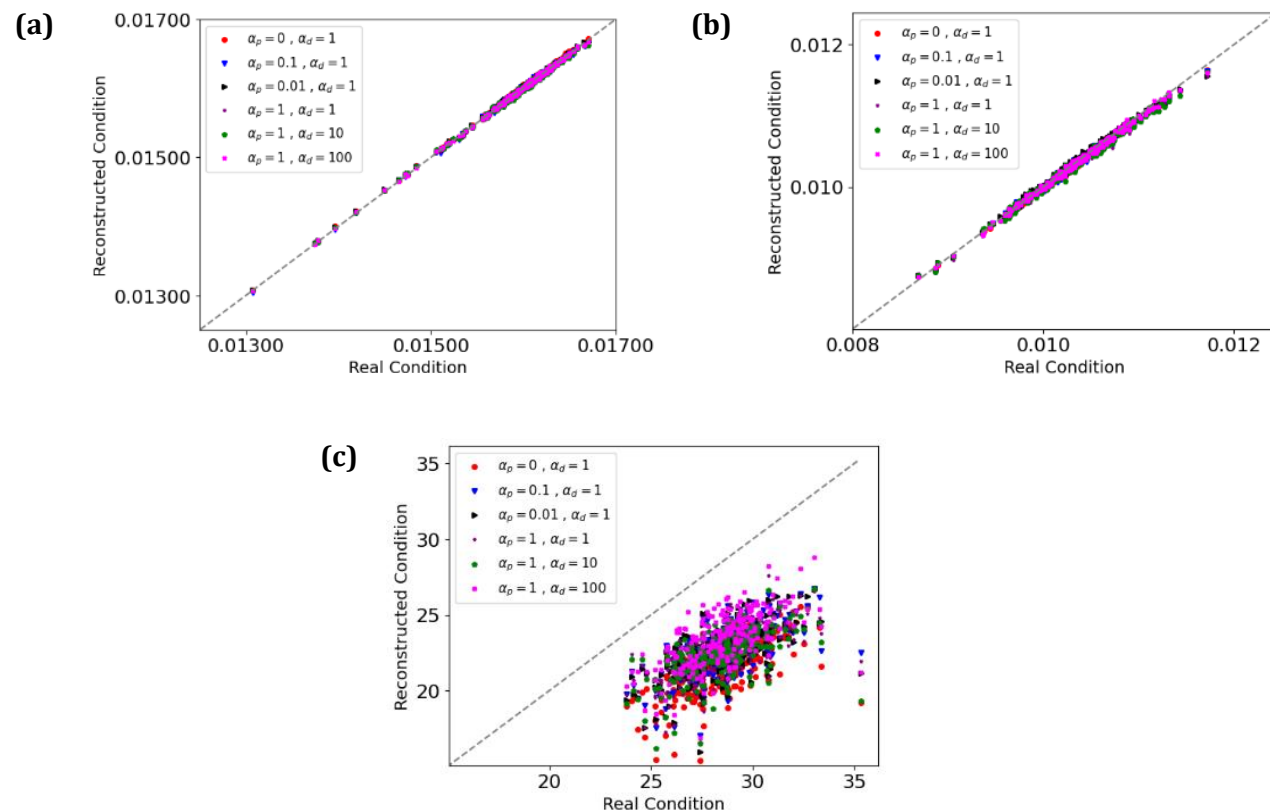 (a)
0.01700
0.01500
0.01300
Reconstructed Condition
α_p = 0 , α_d = 1
α_p = 0.1 , α_d = 1
α_p = 0.01 , α_d = 1
α_p = 1 , α_d = 1
α_p = 1 , α_d = 10
α_p = 1 , α_d = 100
0.01300 0.01500 0.01700
Real Condition
(b)
0.012
0.010
0.008
Reconstructed Condition
α_p = 0 , α_d = 1
α_p = 0.1 , α_d = 1
α_p = 0.01 , α_d = 1
α_p = 1 , α_d = 1
α_p = 1 , α_d = 10
α_p = 1 , α_d = 100
0.012
Real Condition
0.010
(c)
35
30
25
20
Reconstructed Condition
α_p = 0 , α_d = 1
α_p = 0.1 , α_d = 1
α_p = 0.01 , α_d = 1
α_p = 1 , α_d = 1
α_p = 1 , α_d = 10
α_p = 1 , α_d = 100
20 25 30 35
Real Condition